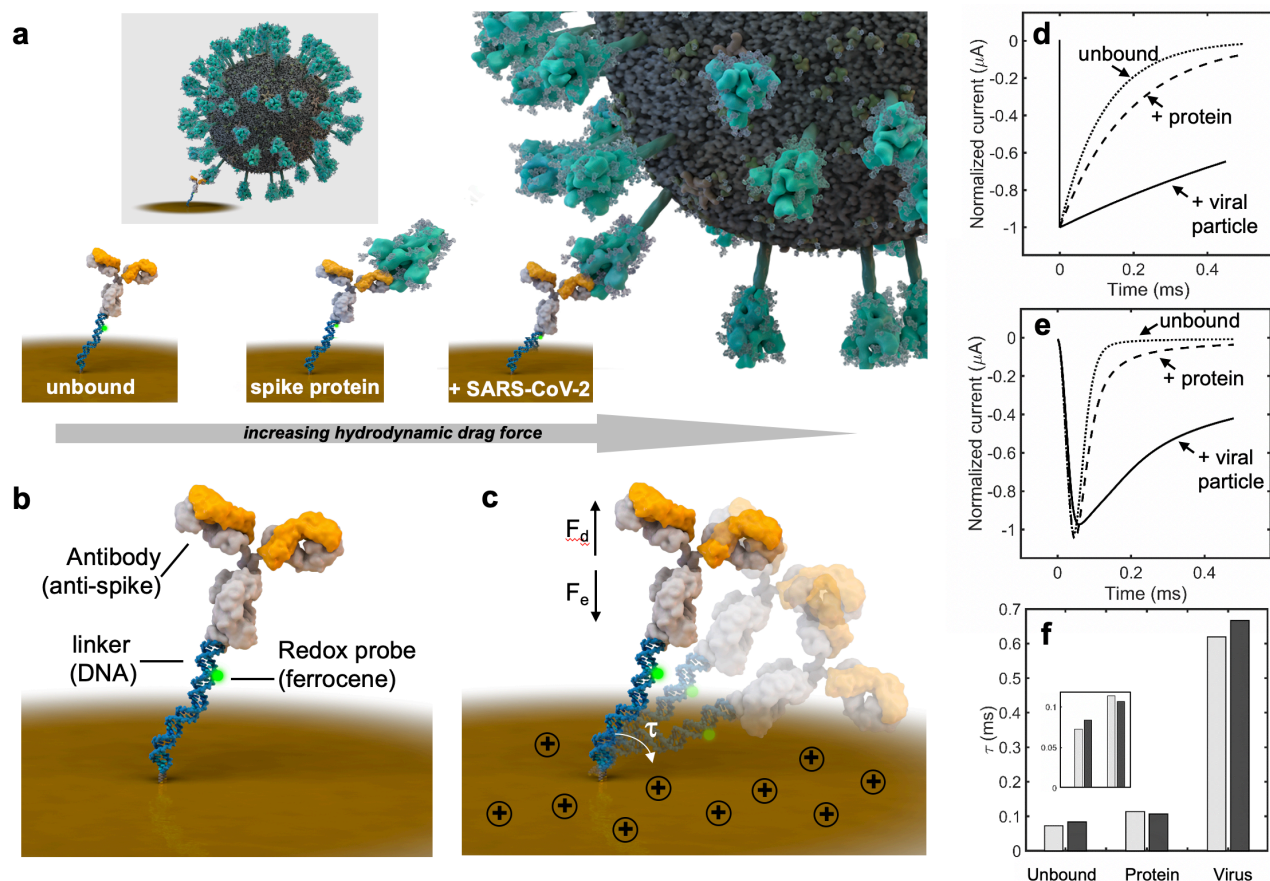 a
unbound
spike protein
+ SARS-CoV-2
increasing hydrodynamic drag force
b
Antibody
(anti-spike)
linker
(DNA)
Redox probe
(ferrocene)
c
Fd
Fe
τ
+
+
+
+
+
+
+
+
+
+
d
Normalized current (μA)
0
-0.2
-0.4
-0.6
-0.8
-1
unbound
+ protein
+ viral
particle
0
0.2
0.4
Time (ms)
e
Normalized current (μA)
0
-0.2
-0.4
-0.6
-0.8
-1
unbound
+ protein
+ viral
particle
0
0.2
0.4
Time (ms)
f
τ (ms)
0.7
0.6
0.5
0.4
0.3
0.2
0.1
0
0.1
0.05
0
Unbound
Protein
Virus